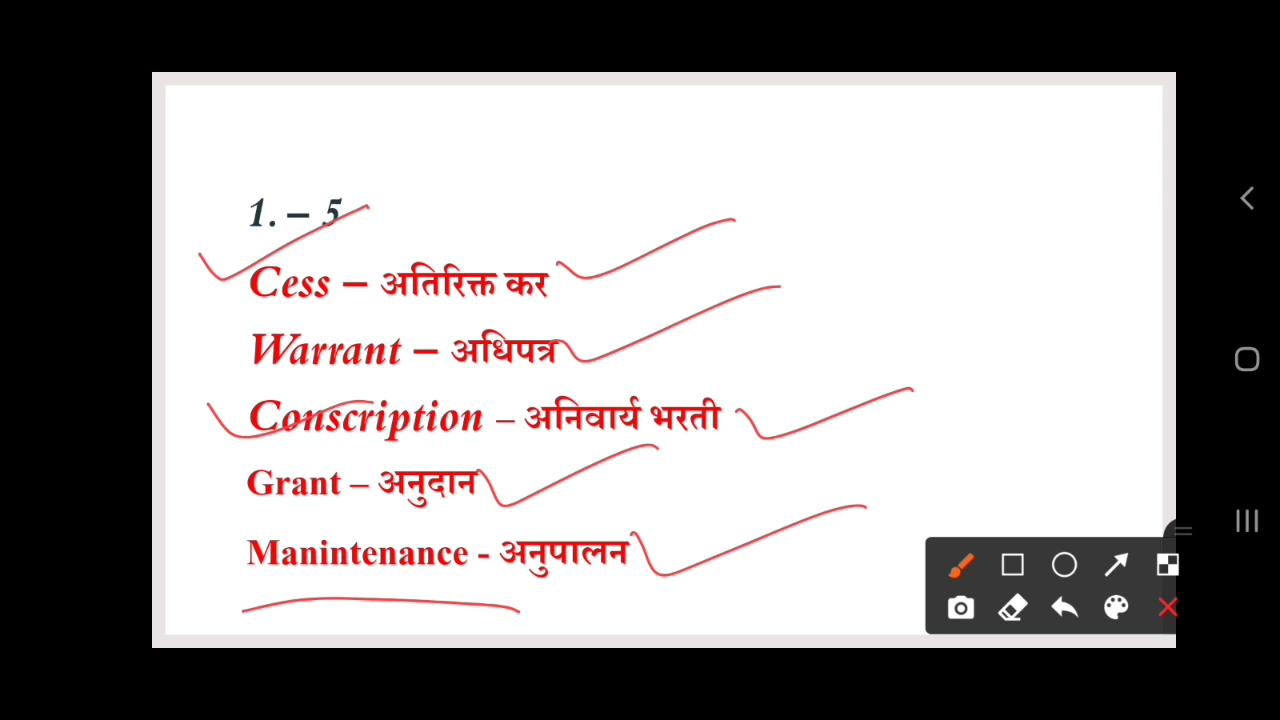 1. – 5
Cess – अतिरिक्त कर
Warrant – अधिपत्र
Conscription – अनिवार्य भरती
Grant – अनुदान
Manintenance - अनुपालन